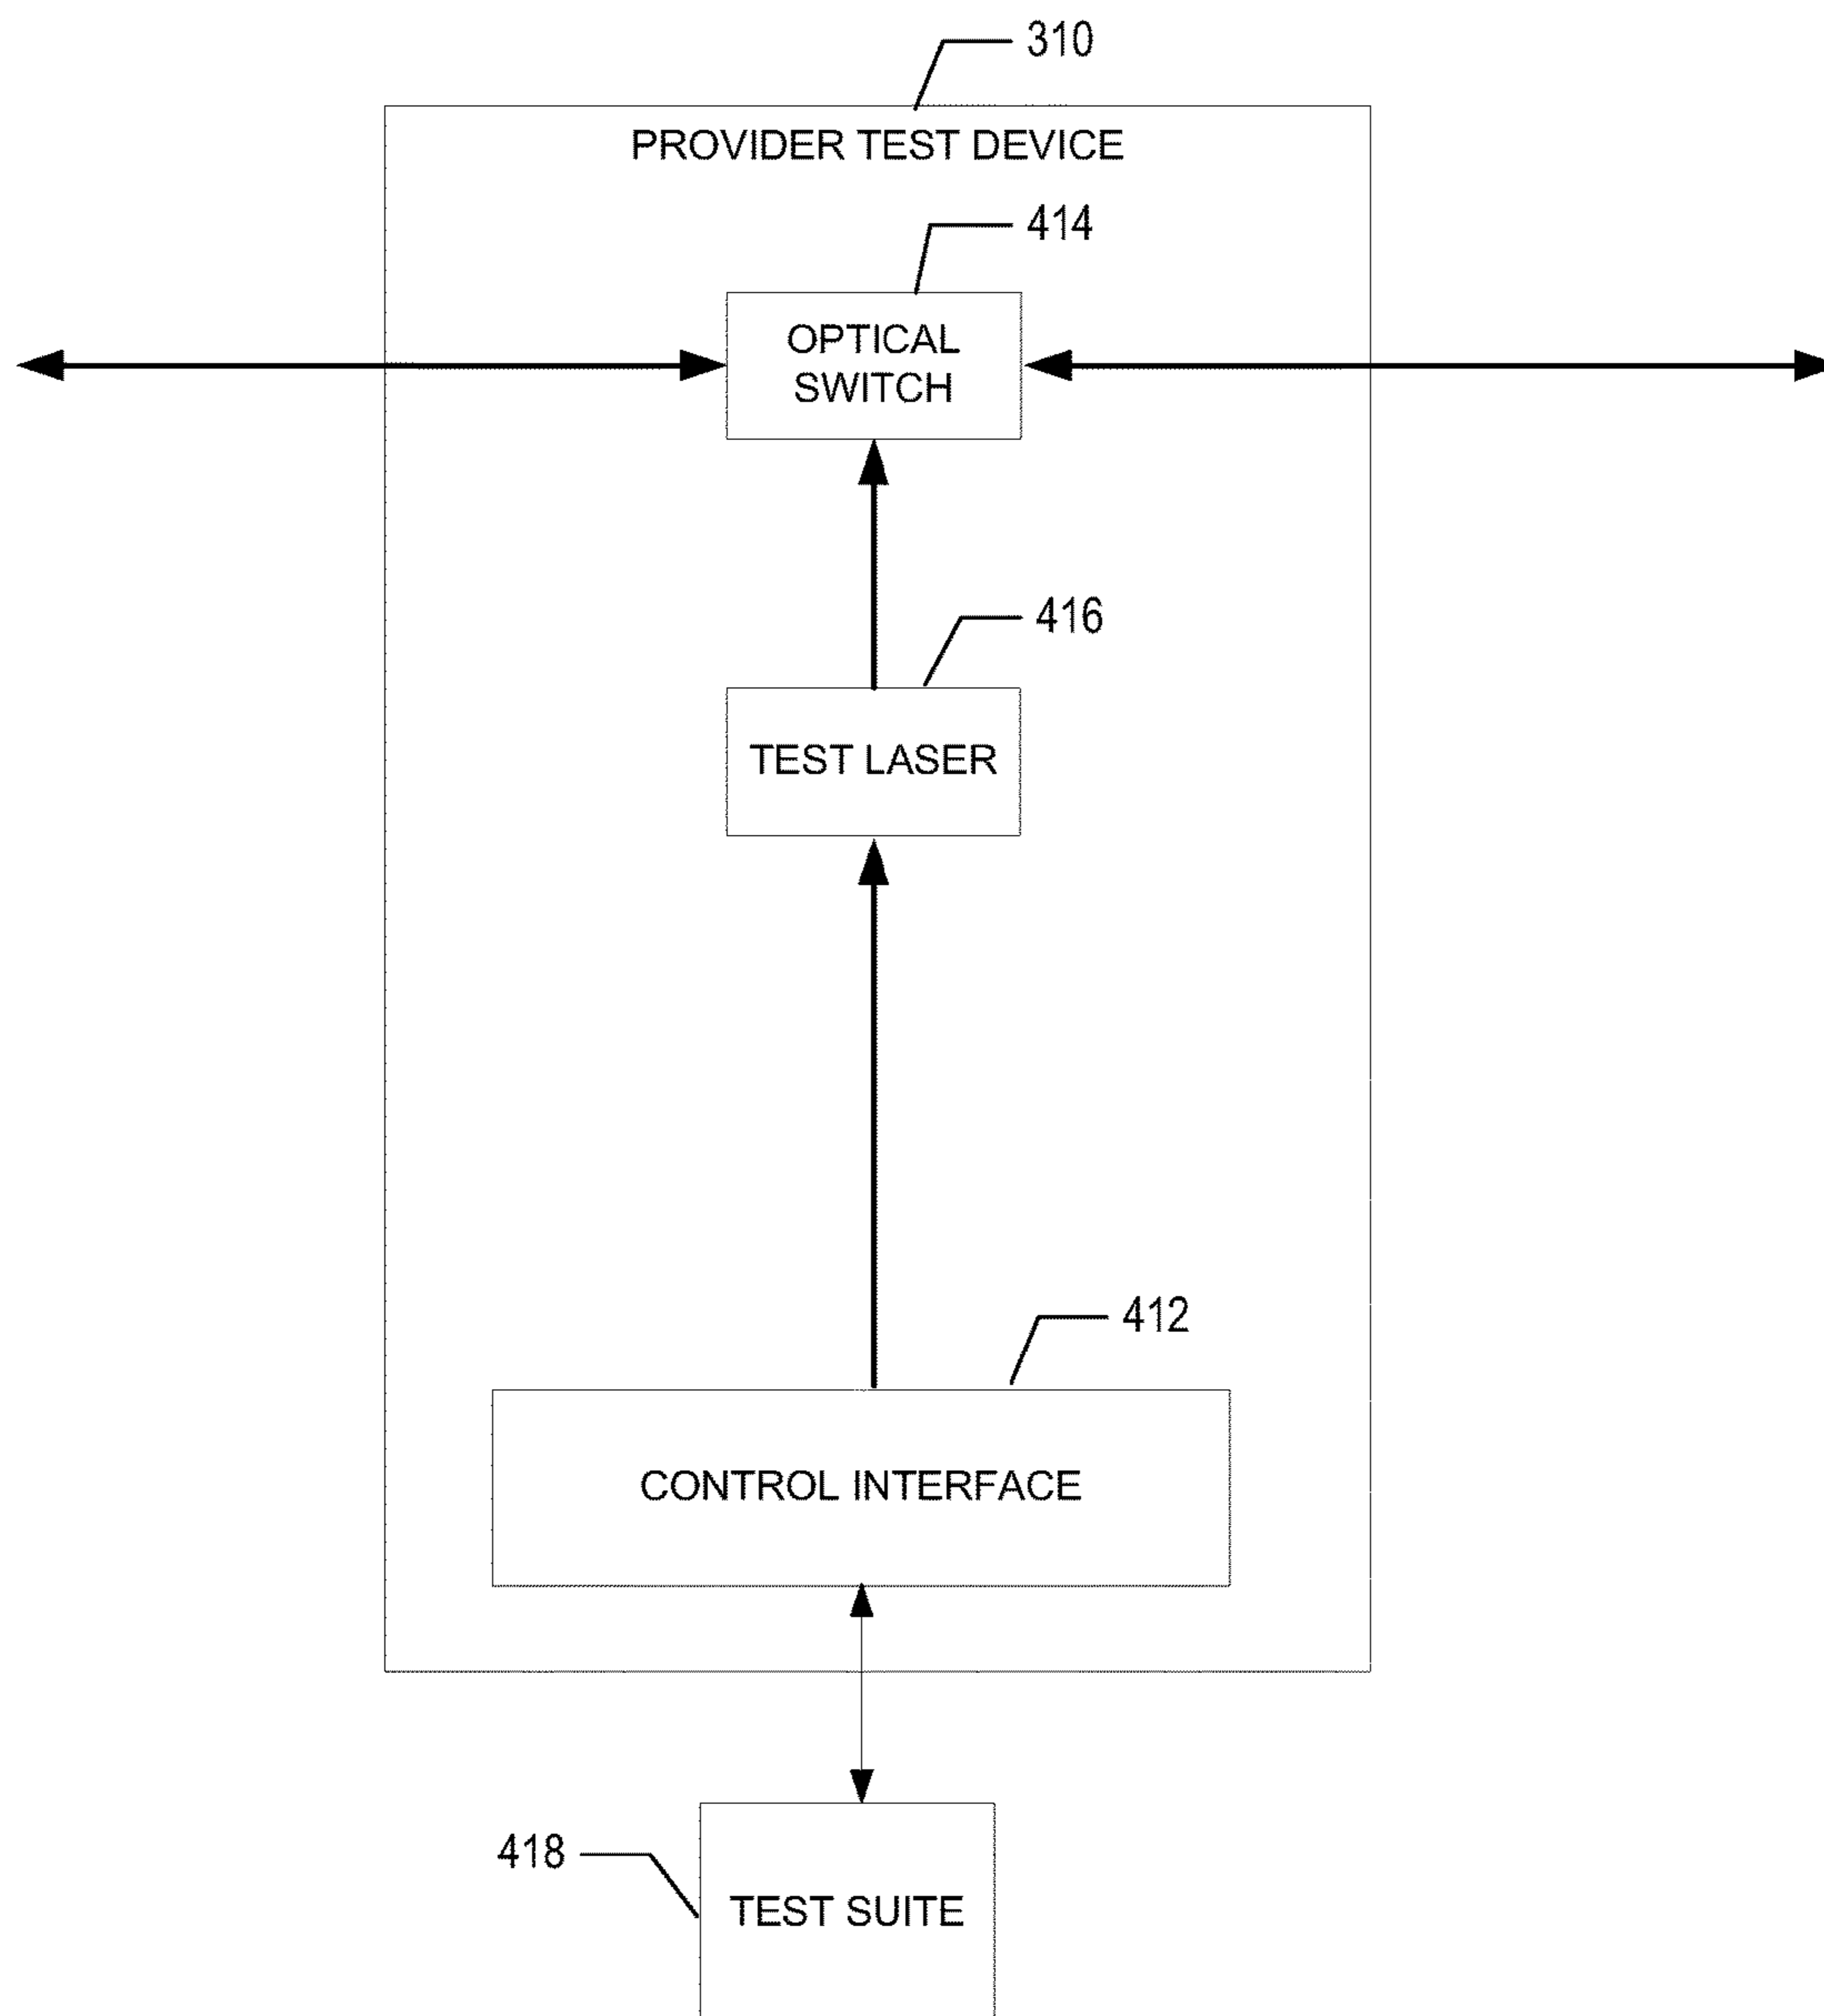 310
PROVIDER TEST DEVICE
414
OPTICAL
SWITCH
416
TEST LASER
412
CONTROL INTERFACE
418
TEST SUITE